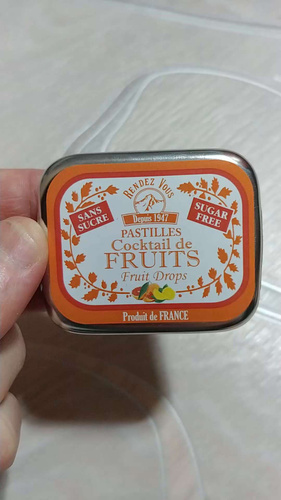 RENDEZ VOUS
Depuis 1947
SANS
SUCRE
SUGAR
FREE
PASTILLES
Cocktail de
FRUITS
Fruit Drops
Produit de FRANCE